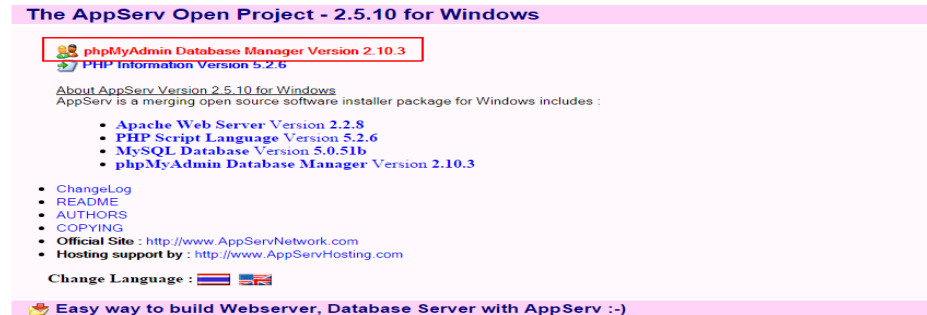 The AppServ Open Project - 2.5.10 for Windows
phpMyAdmin Database Manager Version 2.10.3
PHP Information Version 5.2.6
About AppServ Version 2.5.10 for Windows
AppServ is a merging open source software installer package for Windows includes :
Apache Web Server Version 2.2.8
PHP Script Language Version 5.2.6
MySQL Database Version 5.0.51b
phpMyAdmin Database Manager Version 2.10.3
ChangeLog
README
AUTHORS
COPYING
Official Site : http://www.AppServNetwork.com
Hosting support by : http://www.AppServHosting.com
Change Language :
Easy way to build Webserver, Database Server with AppServ :-)